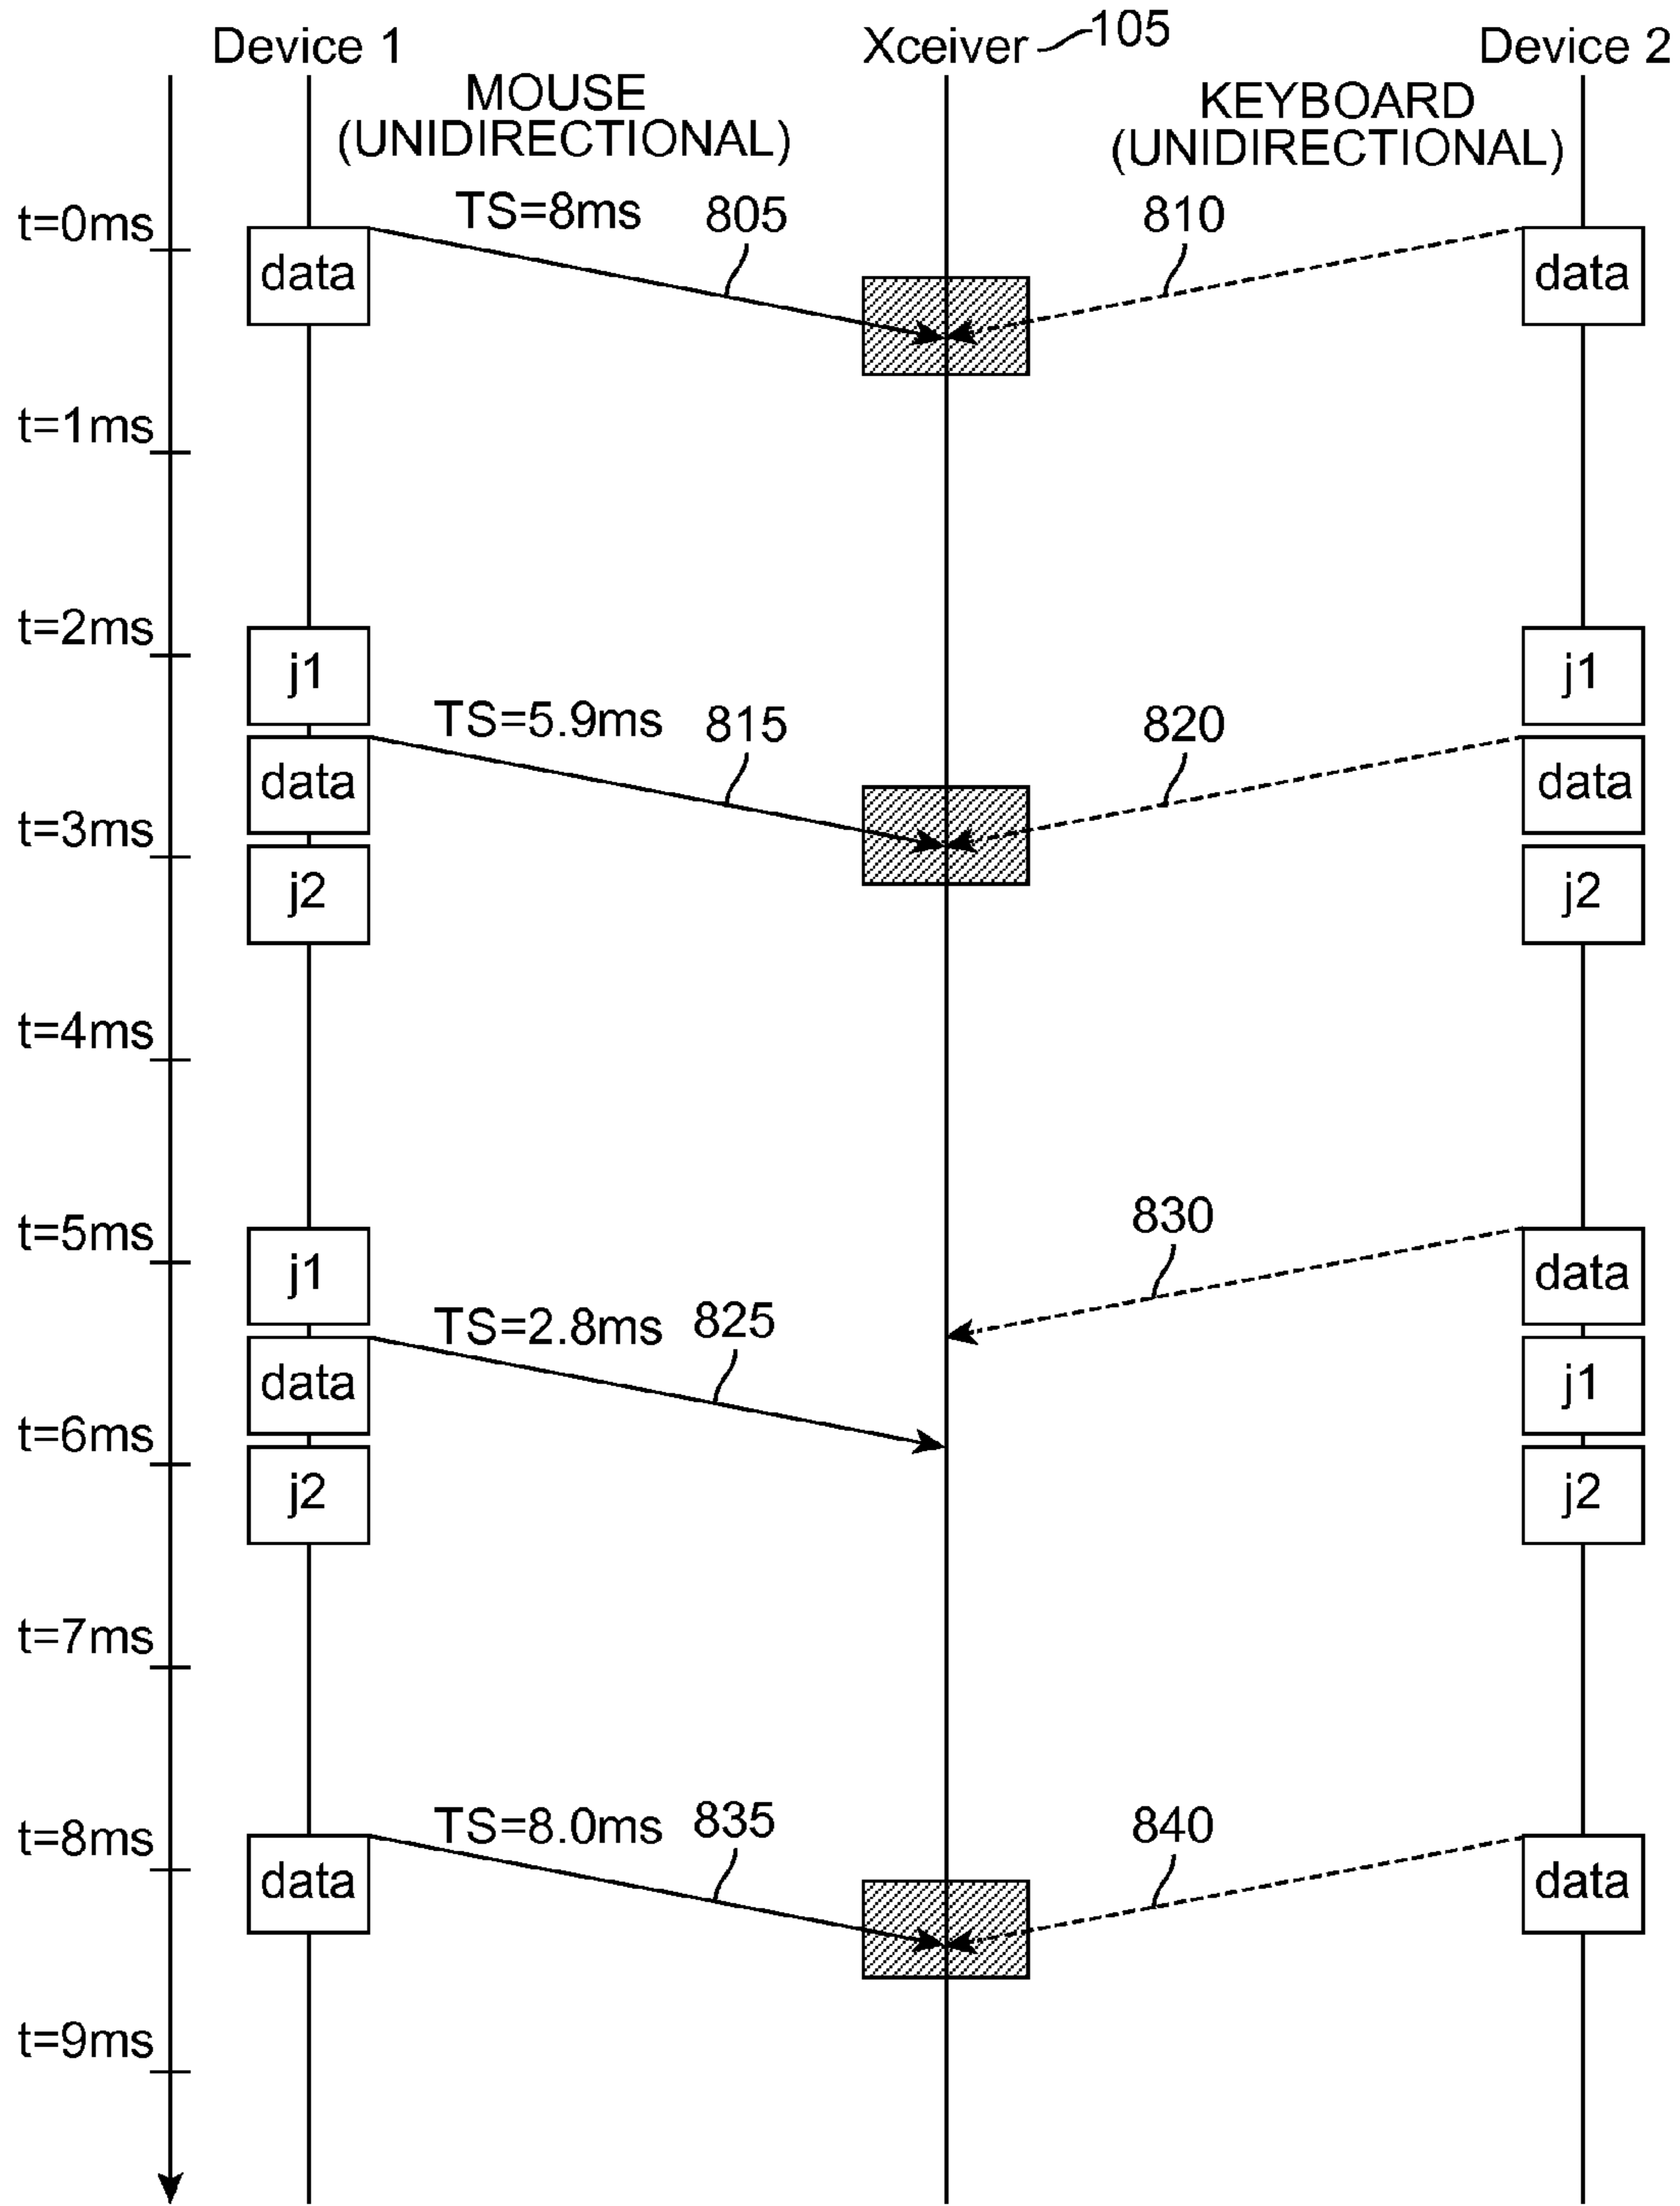 Device 1
Xceiver
105
Device 2
MOUSE
(UNIDIRECTIONAL)
KEYBOARD
(UNIDIRECTIONAL)
t=0ms
TS=8ms
805
810
data
data
t=1ms
t=2ms
j1
j1
TS=5.9ms
815
820
data
data
t=3ms
j2
j2
t=4ms
t=5ms
830
j1
data
TS=2.8ms
825
data
j1
t=6ms
j2
j2
t=7ms
t=8ms
TS=8.0ms
835
840
data
data
t=9ms